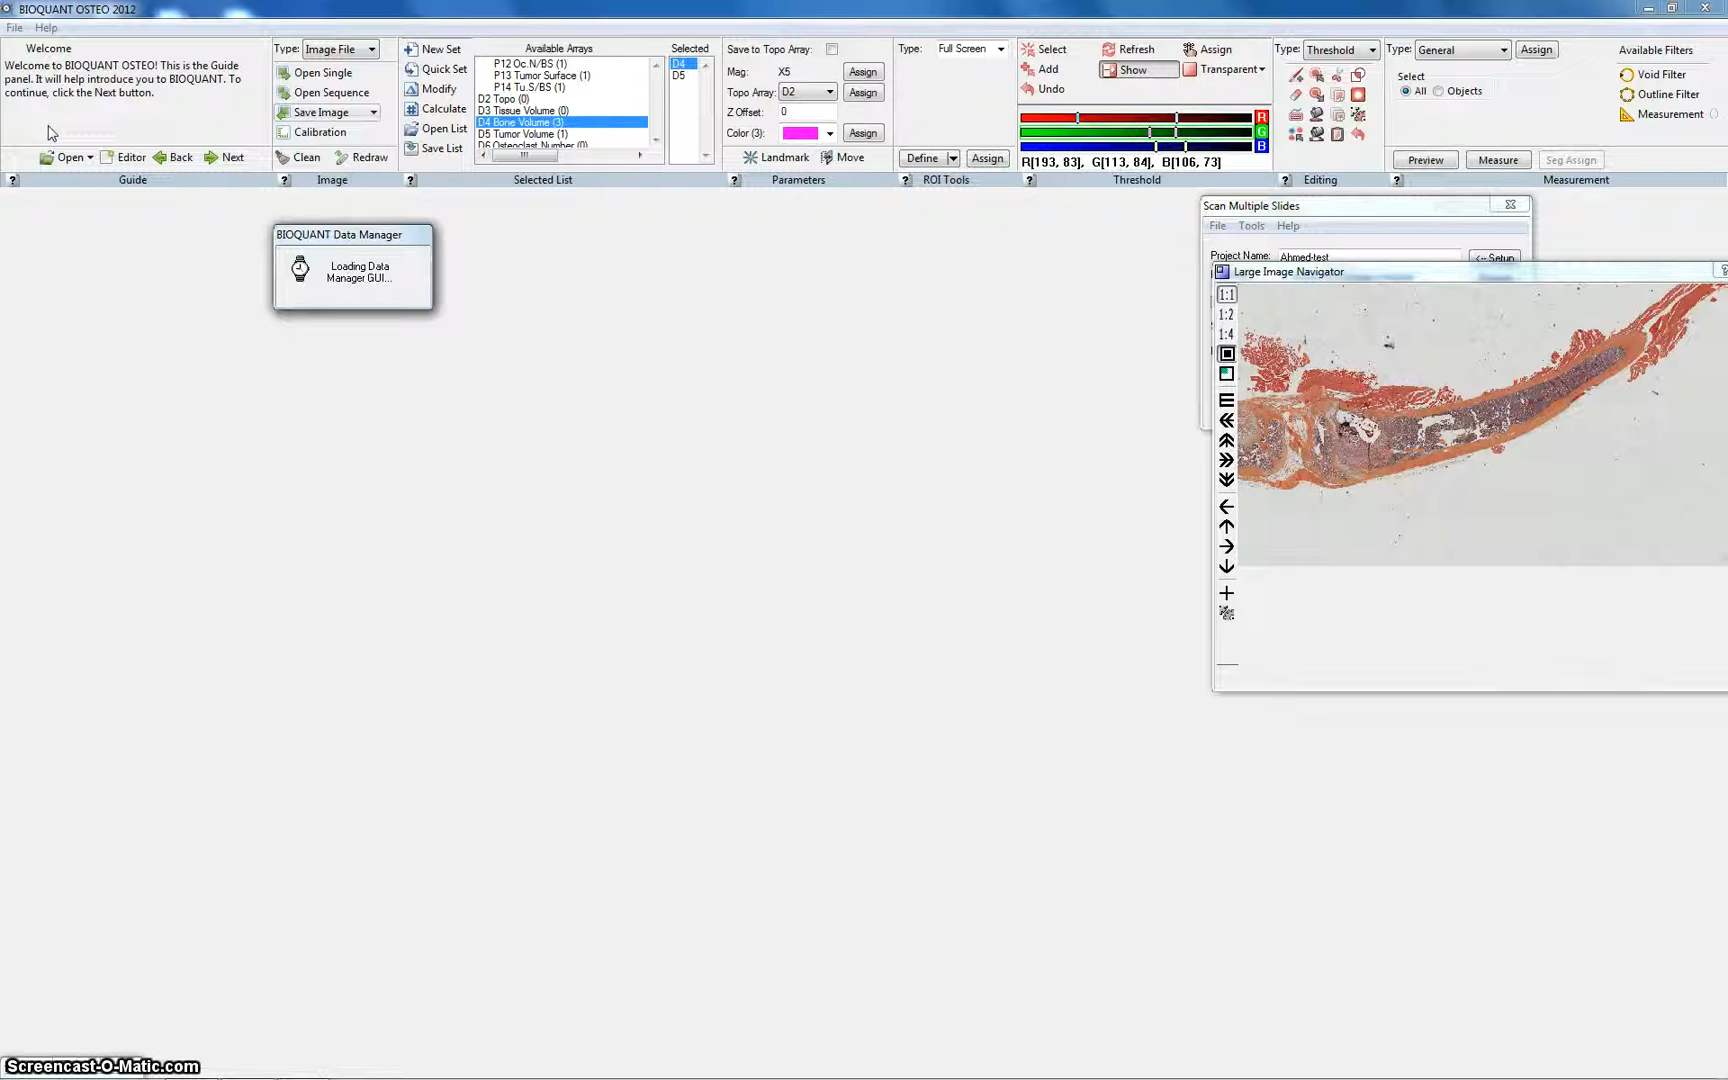 BIOQUANT OSTEO 2012
File Help
Welcome
Welcome to BIOQUANT OSTEO! This is the Guide
panel. It will help introduce you to BIOQUANT. To
continue, click the Next button.
Open Editor Back Next
Guide
Type: Image File
Open Single
Open Sequence
Save Image
Calibration
Clean Redraw
? Image
New Set
Quick Set
Modify
Calculate
Open List
Save List
Available Arrays
P12 Oc.N/BS (1)
P13 Tumor Surface (1)
P14 Tu.S/BS (1)
D2 Topo (0)
D3 Tissue Volume (0)
D4 Bone Volume (3)
D5 Tumor Volume (1)
D6 Osteoclast Number (0)
Selected
D4
D5
? Selected List
Save to Topo Array:
Mag: X5 Assign
Topo Array: D2 Assign
Z Offset: 0
Color (3): Assign
Landmark Move
? Parameters
Type: Full Screen
Define Assign
? ROI Tools
Select Refresh Assign
Add Show Transparent
Undo
R
G
B
R[193, 83], G[113, 84], B[106, 73]
? Threshold
Type: Threshold
? Editing
Type: General Assign
Select
All Objects
Preview Measure Seg Assign
Available Filters
Void Filter
Outline Filter
Measurement ()
? Measurement
BIOQUANT Data Manager
Loading Data
Manager GUI...
Scan Multiple Slides
File Tools Help
Project Name: Ahmed-test <-- Setup
Large Image Navigator ?
1:1
1:2
1:4
Screencast-O-Matic.com